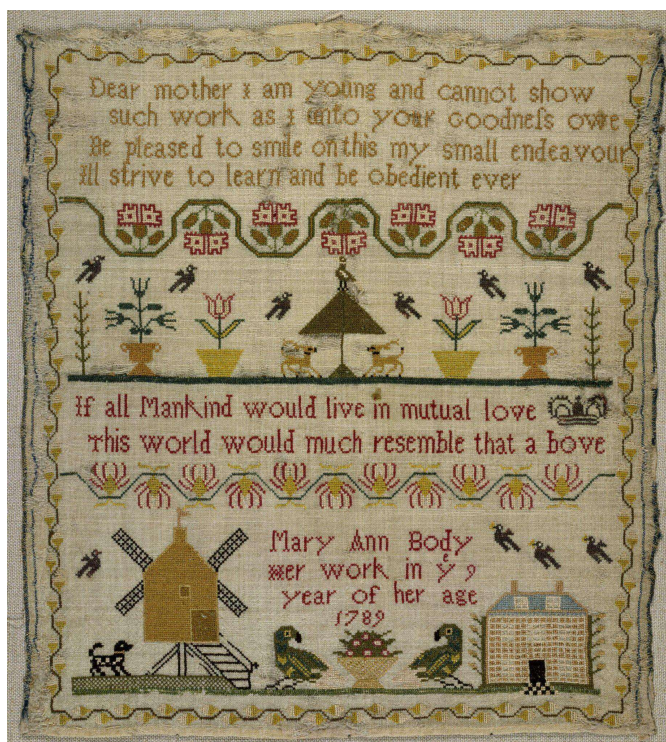 Dear mother i am young and cannot show
such work as i unto your Goodneſs owe
Be pleased to smile on this my small endeavour
Ill strive to learn and be obedient ever
If all Mankind would live in mutual love
This world would much resemble that a bove
Mary Ann Body
Her work in yᵉ 9
year of her age
1789